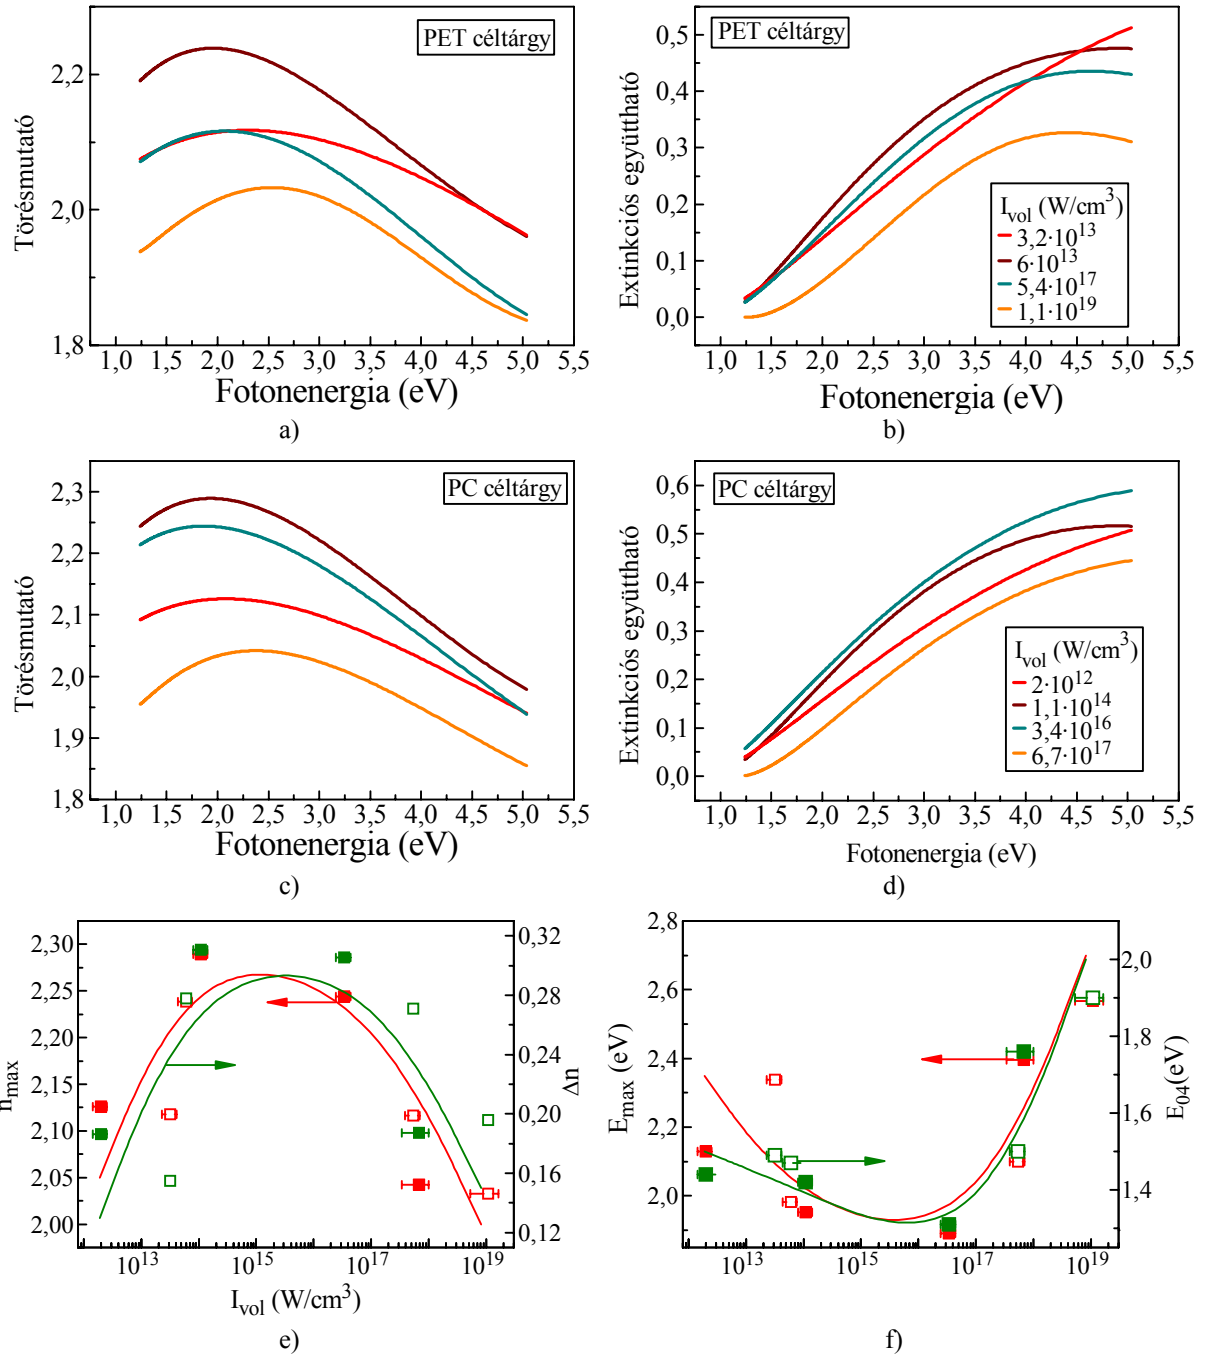 PET céltárgy
2,2
2,0
1,8
Törésmutató
1,0 1,5 2,0 2,5 3,0 3,5 4,0 4,5 5,0 5,5
Fotonenergia (eV)
a)
PET céltárgy
0,5
0,4
0,3
0,2
0,1
0,0
Extinkciós együttható
I_vol (W/cm³)
3,2·10¹³
6·10¹³
5,4·10¹⁷
1,1·10¹⁹
1,0 1,5 2,0 2,5 3,0 3,5 4,0 4,5 5,0 5,5
Fotonenergia (eV)
b)
PC céltárgy
2,3
2,2
2,1
2,0
1,9
1,8
Törésmutató
1,0 1,5 2,0 2,5 3,0 3,5 4,0 4,5 5,0 5,5
Fotonenergia (eV)
c)
PC céltárgy
0,6
0,5
0,4
0,3
0,2
0,1
0,0
Extinkciós együttható
I_vol (W/cm³)
2·10¹²
1,1·10¹⁴
3,4·10¹⁶
6,7·10¹⁷
1,0 1,5 2,0 2,5 3,0 3,5 4,0 4,5 5,0 5,5
Fotonenergia (eV)
d)
2,30
2,25
2,20
2,15
2,10
2,05
2,00
n_max
0,32
0,28
0,24
0,20
0,16
0,12
Δn
10¹³ 10¹⁵ 10¹⁷ 10¹⁹
I_vol (W/cm³)
e)
2,8
2,6
2,4
2,2
2,0
E_max (eV)
2,0
1,8
1,6
1,4
E₀₄(eV)
10¹³ 10¹⁵ 10¹⁷ 10¹⁹
f)